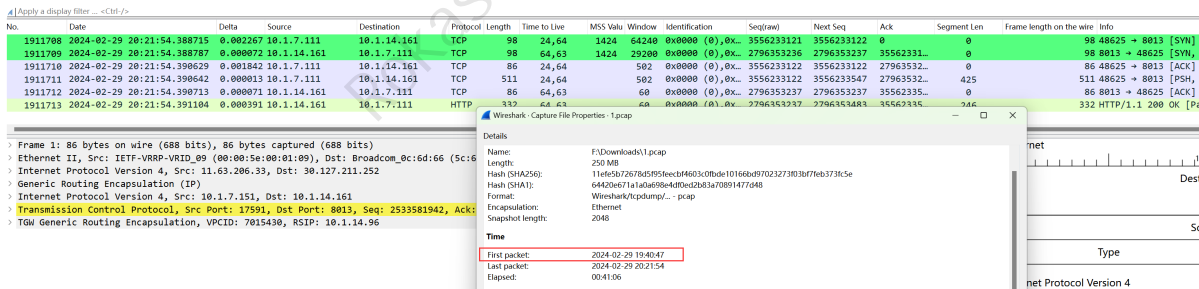 Apply a display filter … <Ctrl-/>
No. Date Delta Source Destination Protocol Length Time to Live MSS Valu Window Identification Seq(raw) Next Seq Ack Segment Len Frame length on the wire Info
1911708 2024-02-29 20:21:54.388715 0.002267 10.1.7.111 10.1.14.161 TCP 98 24,64 1424 64240 0x0000 (0),0x… 3556233121 3556233122 0 0 98 48625 → 8013 [SYN]
1911709 2024-02-29 20:21:54.388787 0.000072 10.1.14.161 10.1.7.111 TCP 98 64,63 1424 29200 0x0000 (0),0x… 2796353236 2796353237 35562331… 0 98 8013 → 48625 [SYN,
1911710 2024-02-29 20:21:54.390629 0.001842 10.1.7.111 10.1.14.161 TCP 86 24,64 502 0x0000 (0),0x… 3556233122 3556233122 27963532… 0 86 48625 → 8013 [ACK]
1911711 2024-02-29 20:21:54.390642 0.000013 10.1.7.111 10.1.14.161 TCP 511 24,64 502 0x0000 (0),0x… 3556233122 3556233547 27963532… 425 511 48625 → 8013 [PSH,
1911712 2024-02-29 20:21:54.390713 0.000071 10.1.14.161 10.1.7.111 TCP 86 64,63 60 0x0000 (0),0x… 2796353237 2796353237 35562335… 0 86 8013 → 48625 [ACK]
1911713 2024-02-29 20:21:54.391104 0.000391 10.1.14.161 10.1.7.111 HTTP 332 64,63 60 0x0000 (0),0x… 2796353237 2796353483 35562335… 246 332 HTTP/1.1 200 OK [Pa
Wireshark · Capture File Properties · 1.pcap
Details
Name: F:\Downloads\1.pcap
Length: 250 MB
Hash (SHA256): 11efe5b72678d5f95feecbf4603c0fbde10166bd97023273f03bf7feb373fc5e
Hash (SHA1): 64420e671a1a0a698e4df0ed2b83a70891477d48
Format: Wireshark/tcpdump/... - pcap
Encapsulation: Ethernet
Snapshot length: 2048
Time
First packet: 2024-02-29 19:40:47
Last packet: 2024-02-29 20:21:54
Elapsed: 00:41:06
Frame 1: 86 bytes on wire (688 bits), 86 bytes captured (688 bits)
Ethernet II, Src: IETF-VRRP-VRID_09 (00:00:5e:00:01:09), Dst: Broadcom_0c:6d:66 (5c:6
Internet Protocol Version 4, Src: 11.63.206.33, Dst: 30.127.211.252
Generic Routing Encapsulation (IP)
Internet Protocol Version 4, Src: 10.1.7.151, Dst: 10.1.14.161
Transmission Control Protocol, Src Port: 17591, Dst Port: 8013, Seq: 2533581942, Ack:
TGW Generic Routing Encapsulation, VPCID: 7015430, RSIP: 10.1.14.96
rnet
Dest
So
Type
rnet Protocol Version 4